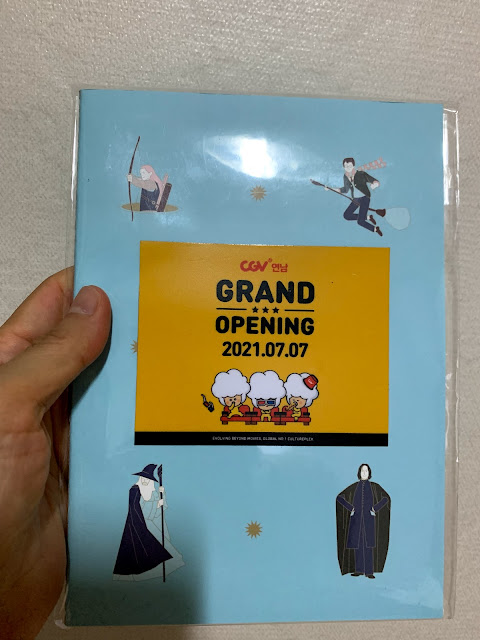 CGV 연남
GRAND
OPENING
2021.07.07
EVOLVING BEYOND MOVIES, GLOBAL NO.1 CULTUREPLEX